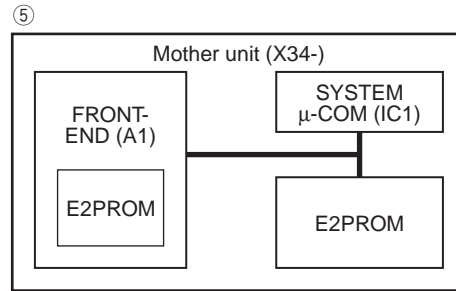 ⑤
Mother unit (X34-)
FRONT-
END (A1)
E2PROM
SYSTEM
µ-COM (IC1)
E2PROM